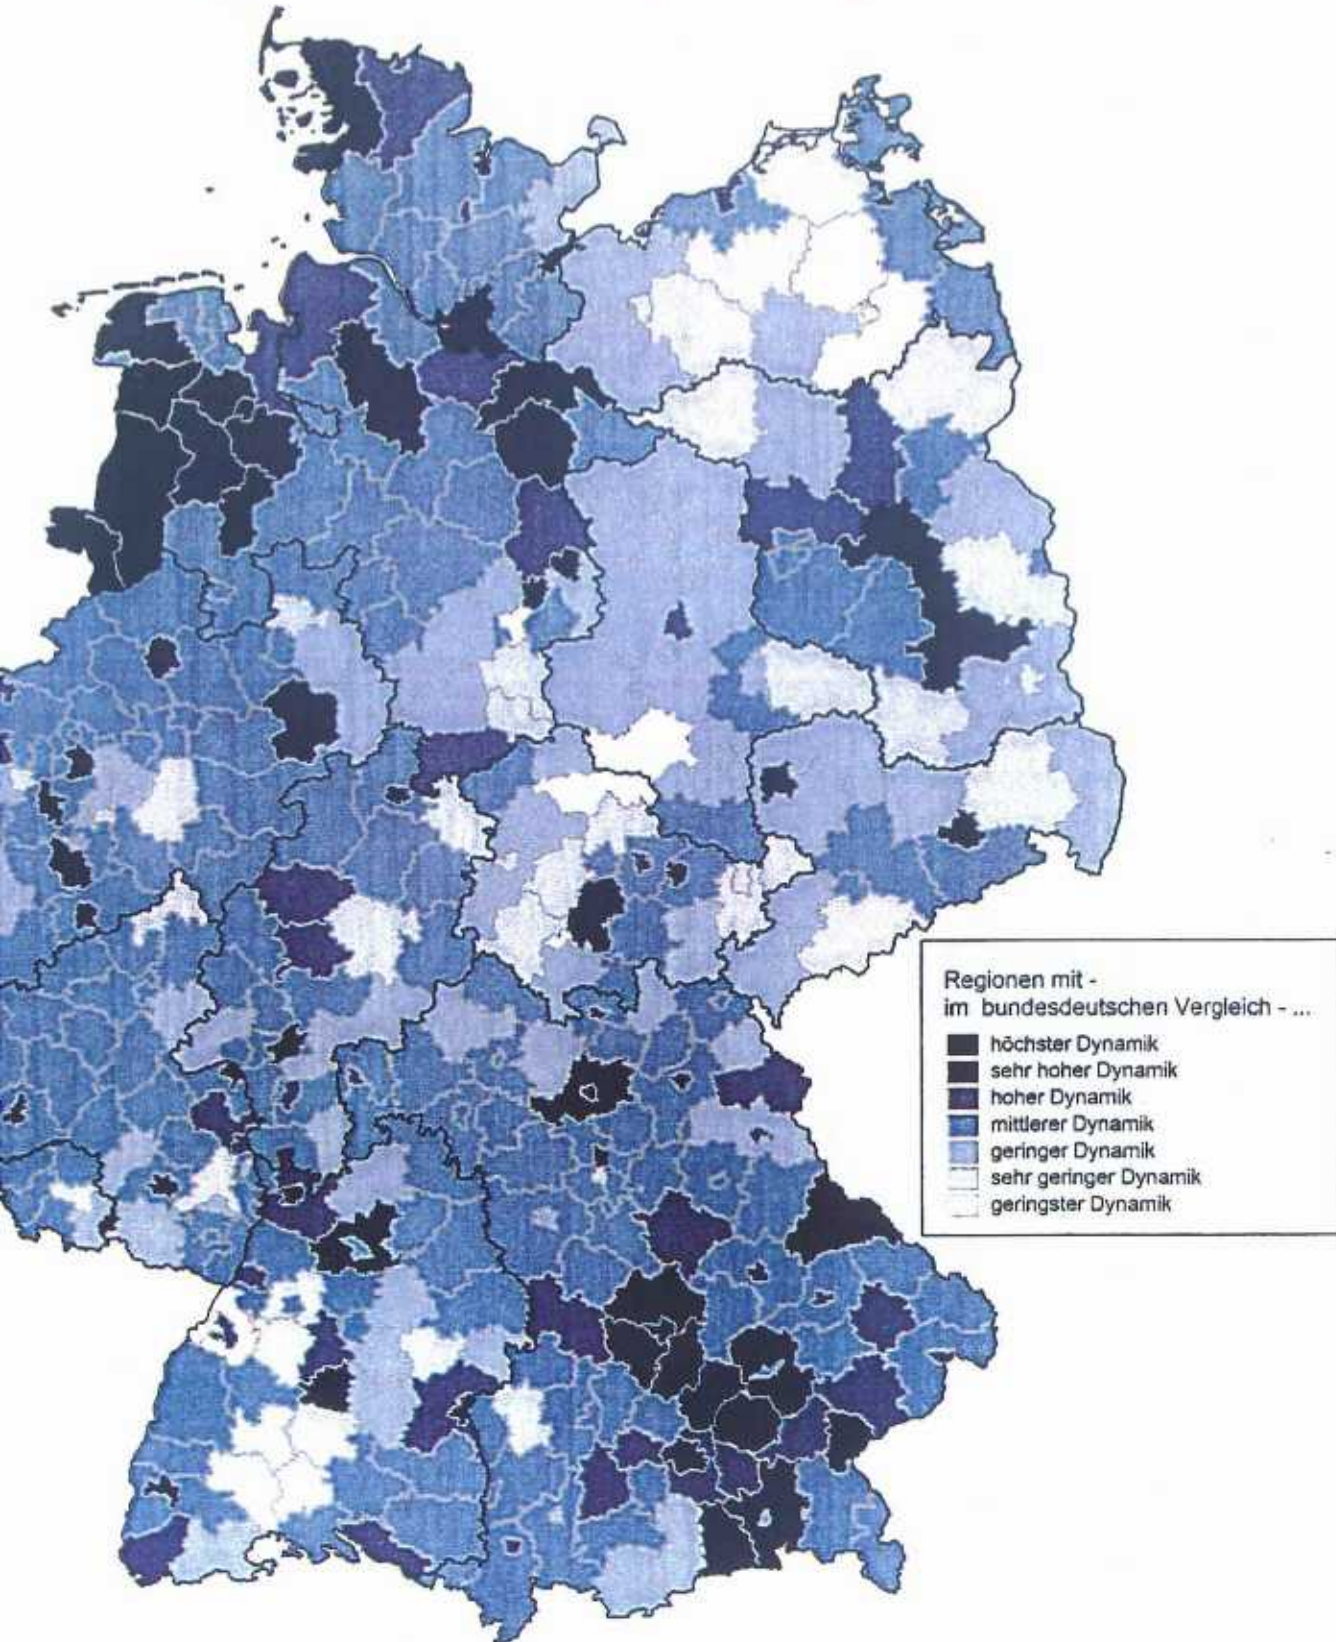 Regionen mit -
im bundesdeutschen Vergleich - ...
höchster Dynamik
sehr hoher Dynamik
hoher Dynamik
mittlerer Dynamik
geringer Dynamik
sehr geringer Dynamik
geringster Dynamik